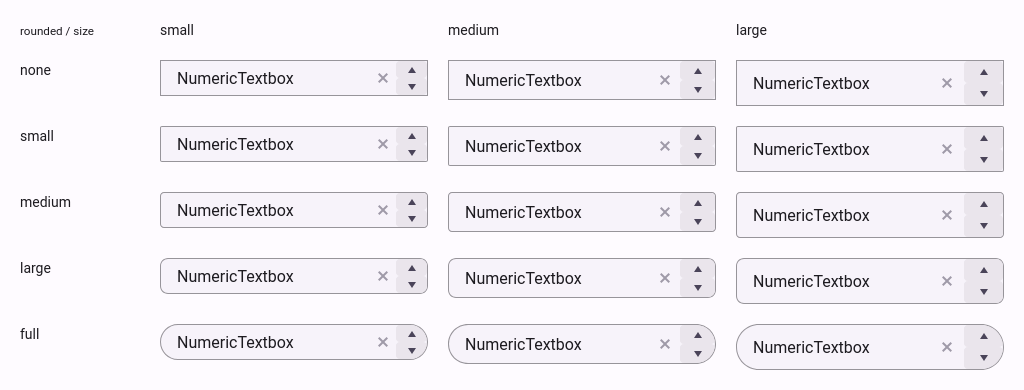 rounded / size small medium large
none NumericTextbox NumericTextbox NumericTextbox
small NumericTextbox NumericTextbox NumericTextbox
medium NumericTextbox NumericTextbox NumericTextbox
large NumericTextbox NumericTextbox NumericTextbox
full NumericTextbox NumericTextbox NumericTextbox